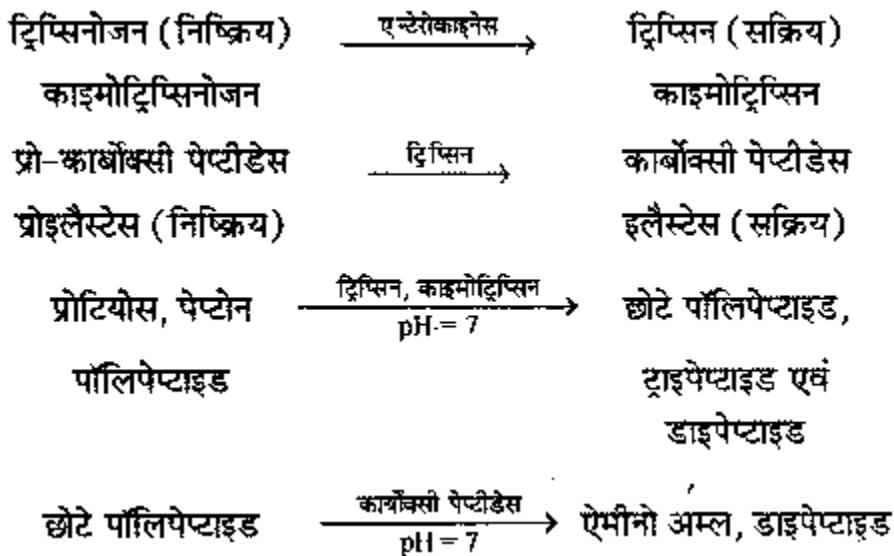 ट्रिप्सिनोजन (निष्क्रिय) एन्टेरोकाइनेस ट्रिप्सिन (सक्रिय)
काइमोट्रिप्सिनोजन काइमोट्रिप्सिन
प्रो-कार्बोक्सी पेप्टीडेस ट्रिप्सिन कार्बोक्सी पेप्टीडेस
प्रोइलैस्टेस (निष्क्रिय) इलैस्टेस (सक्रिय)
प्रोटियोस, पेप्टोन ट्रिप्सिन, काइमोट्रिप्सिन छोटे पॉलिपेप्टाइड,
pH = 7
पॉलिपेप्टाइड ट्राइपेप्टाइड एवं
डाइपेप्टाइड
छोटे पॉलिपेप्टाइड कार्बोक्सी पेप्टीडेस ऐमीनो अम्ल, डाइपेप्टाइड
pH = 7